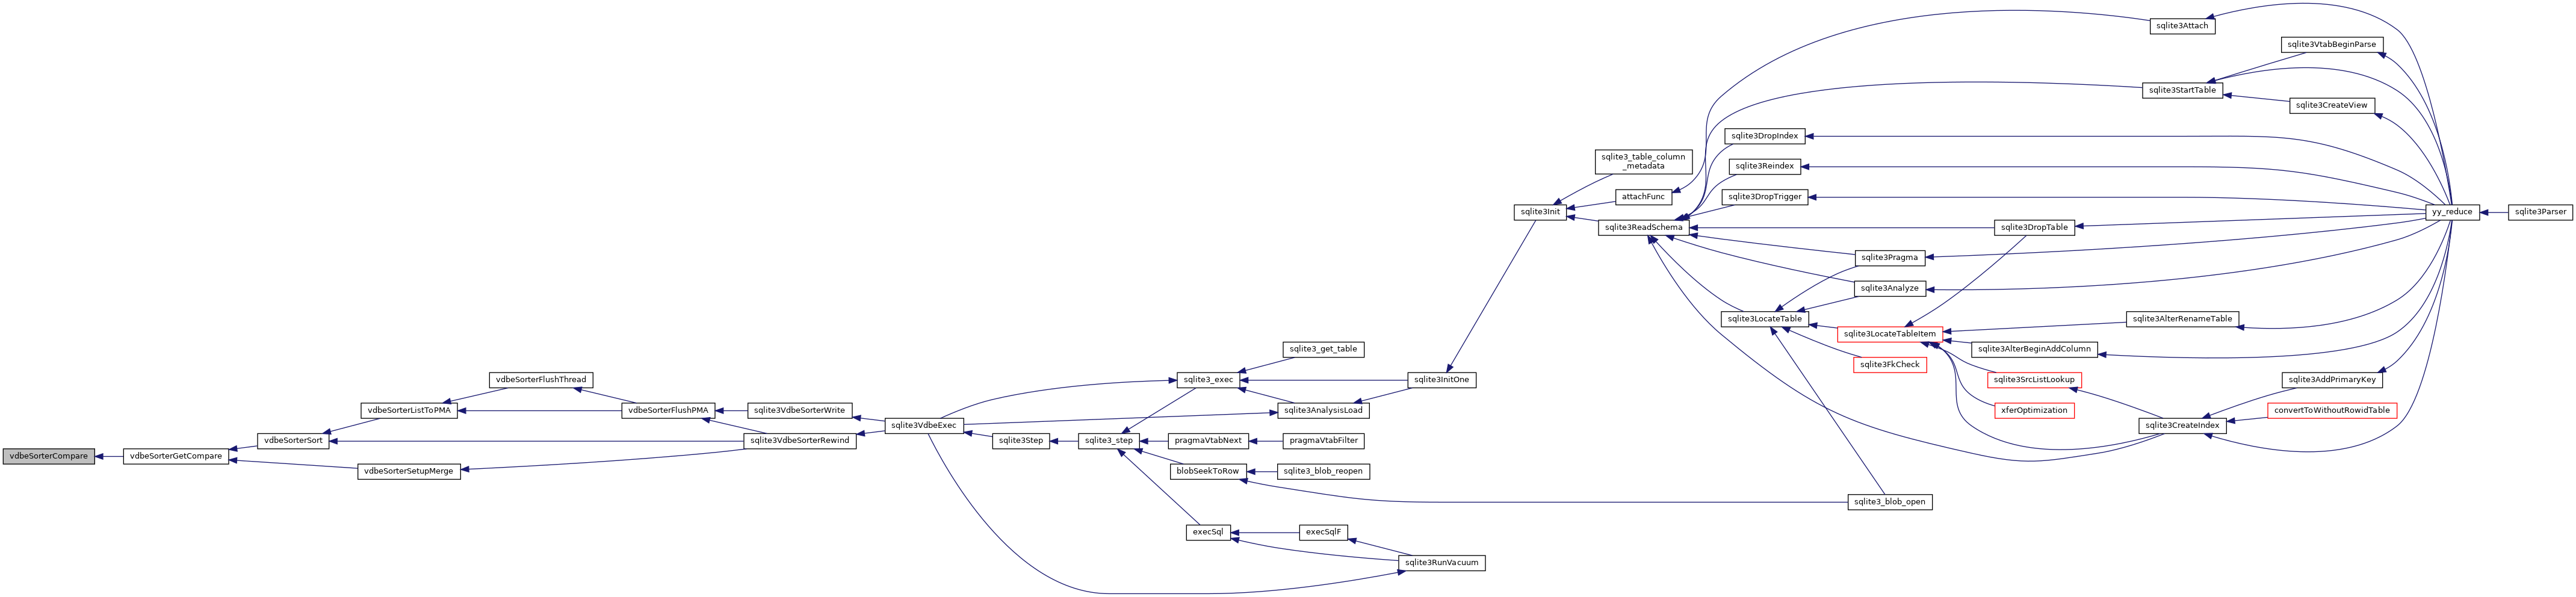 sqlite3Attach
sqlite3VtabBeginParse
sqlite3StartTable
sqlite3CreateView
sqlite3DropIndex
sqlite3_table_column
_metadata
sqlite3Reindex
attachFunc
sqlite3DropTrigger
sqlite3Init
yy_reduce
sqlite3Parser
sqlite3ReadSchema
sqlite3DropTable
sqlite3Pragma
sqlite3Analyze
sqlite3LocateTable
sqlite3AlterRenameTable
sqlite3LocateTableItem
sqlite3_get_table
sqlite3AlterBeginAddColumn
sqlite3FkCheck
vdbeSorterFlushThread
sqlite3_exec
sqlite3InitOne
sqlite3SrcListLookup
sqlite3AddPrimaryKey
vdbeSorterListToPMA
vdbeSorterFlushPMA
sqlite3VdbeSorterWrite
sqlite3AnalysisLoad
xferOptimization
convertToWithoutRowidTable
sqlite3VdbeExec
sqlite3CreateIndex
vdbeSorterSort
sqlite3VdbeSorterRewind
sqlite3Step
sqlite3_step
pragmaVtabNext
pragmaVtabFilter
vdbeSorterCompare
vdbeSorterGetCompare
vdbeSorterSetupMerge
blobSeekToRow
sqlite3_blob_reopen
sqlite3_blob_open
execSql
execSqlF
sqlite3RunVacuum